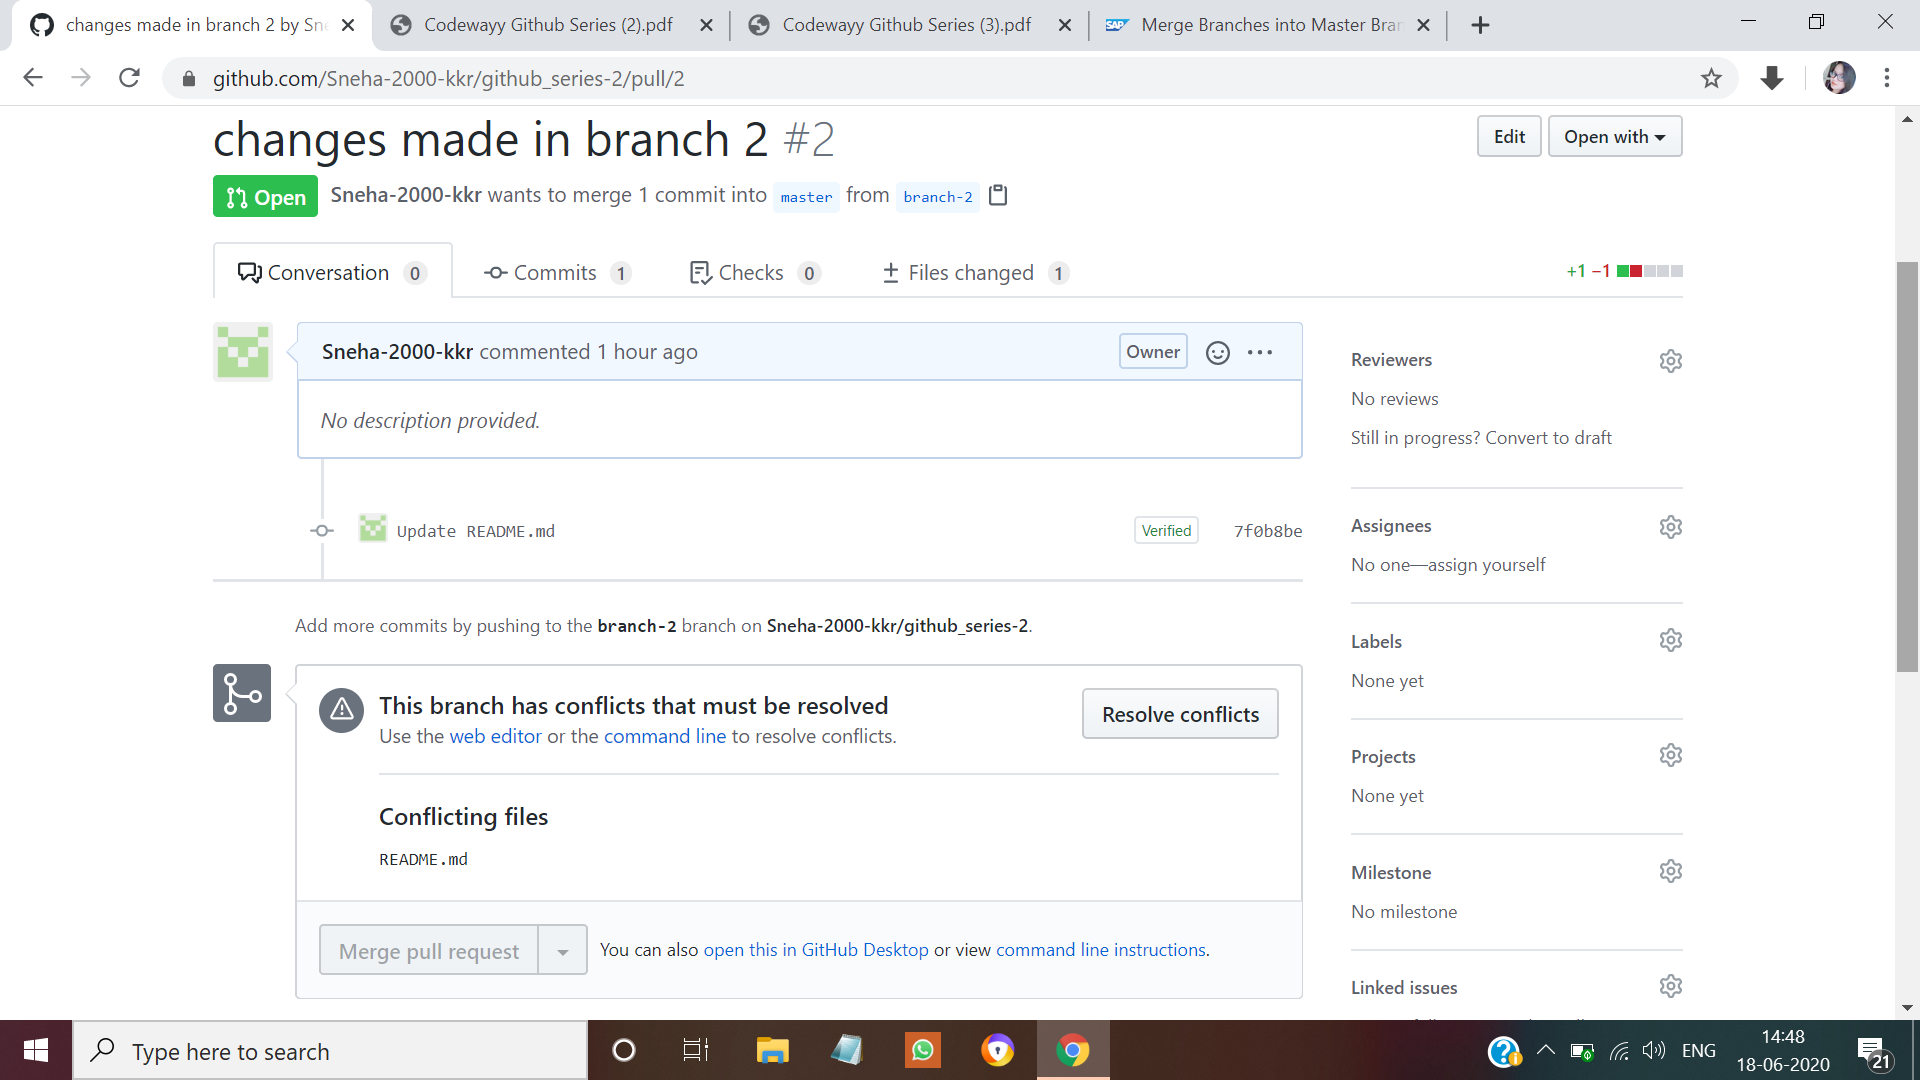 changes made in branch 2 by Sne
Codewayy Github Series (2).pdf
Codewayy Github Series (3).pdf
SAP
Merge Branches into Master Bran
github.com/Sneha-2000-kkr/github_series-2/pull/2
changes made in branch 2 #2
Edit
Open with
Open
Sneha-2000-kkr wants to merge 1 commit into master from branch-2
Conversation 0
Commits 1
Checks 0
Files changed 1
+1 −1
Sneha-2000-kkr commented 1 hour ago
Owner
No description provided.
Update README.md
Verified
7f0b8be
Add more commits by pushing to the branch-2 branch on Sneha-2000-kkr/github_series-2.
This branch has conflicts that must be resolved
Use the web editor or the command line to resolve conflicts.
Resolve conflicts
Conflicting files
README.md
Merge pull request
You can also open this in GitHub Desktop or view command line instructions.
Reviewers
No reviews
Still in progress? Convert to draft
Assignees
No one—assign yourself
Labels
None yet
Projects
None yet
Milestone
No milestone
Linked issues
Type here to search
ENG
14:48
18-06-2020
21